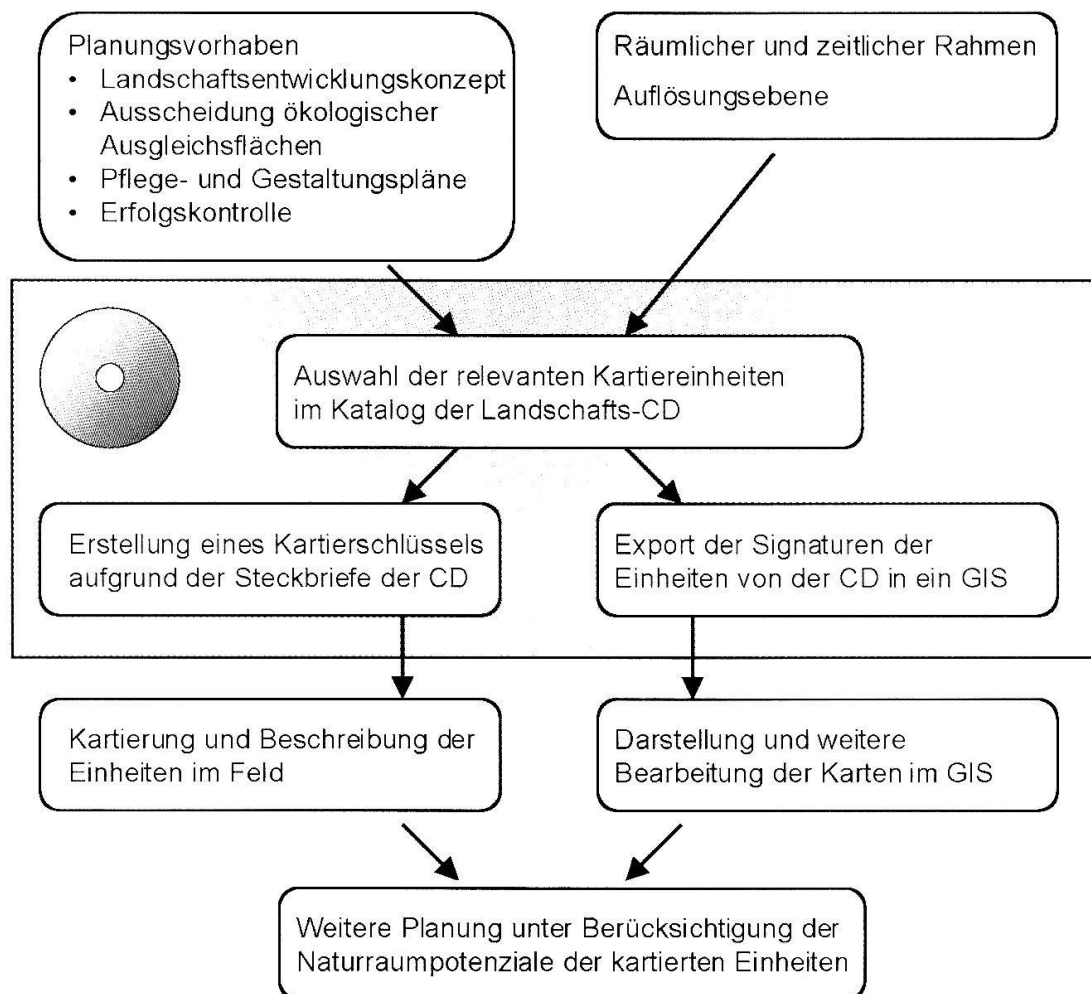 Planungsvorhaben
• Landschaftsentwicklungskonzept
• Ausscheidung ökologischer
Ausgleichsflächen
• Pflege- und Gestaltungspläne
• Erfolgskontrolle
Räumlicher und zeitlicher Rahmen
Auflösungsebene
Auswahl der relevanten Kartiereinheiten
im Katalog der Landschafts-CD
Erstellung eines Kartierschlüssels
aufgrund der Steckbriefe der CD
Export der Signaturen der
Einheiten von der CD in ein GIS
Kartierung und Beschreibung der
Einheiten im Feld
Darstellung und weitere
Bearbeitung der Karten im GIS
Weitere Planung unter Berücksichtigung der
Naturraumpotenziale der kartierten Einheiten